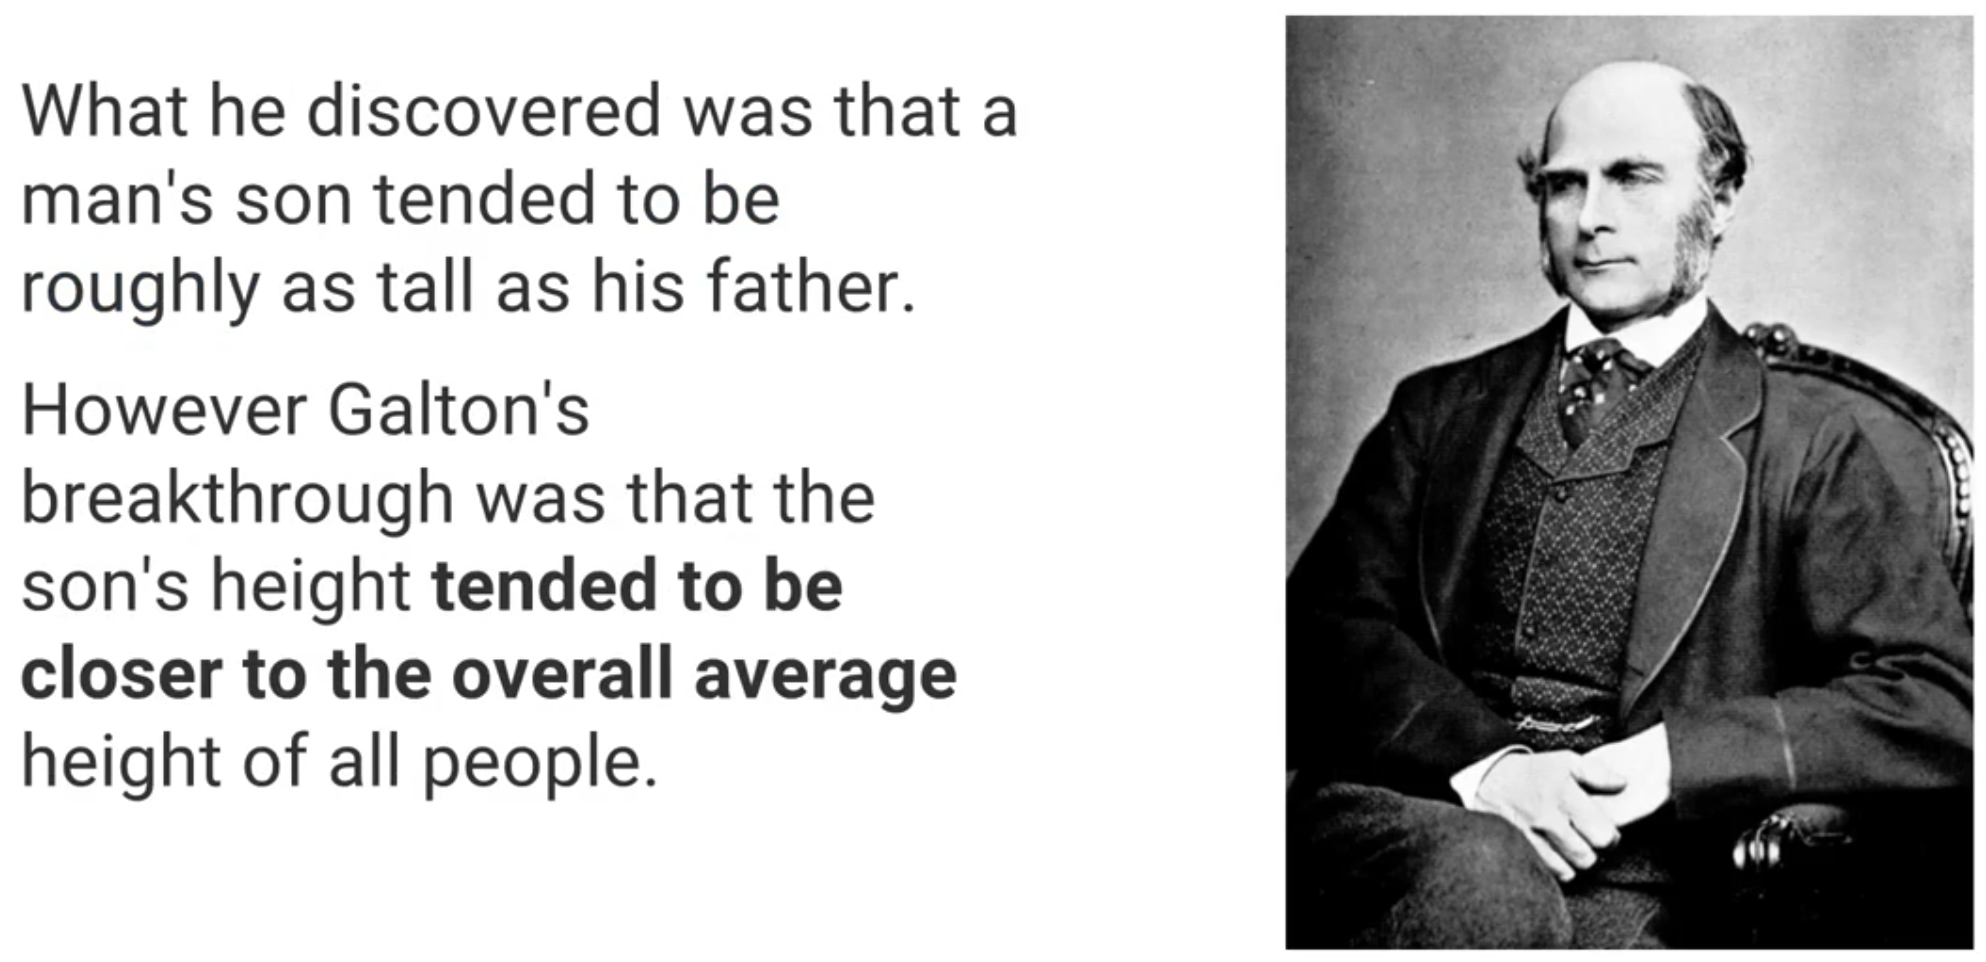 What he discovered was that a
man's son tended to be
roughly as tall as his father.
However Galton's
breakthrough was that the
son's height tended to be
closer to the overall average
height of all people.